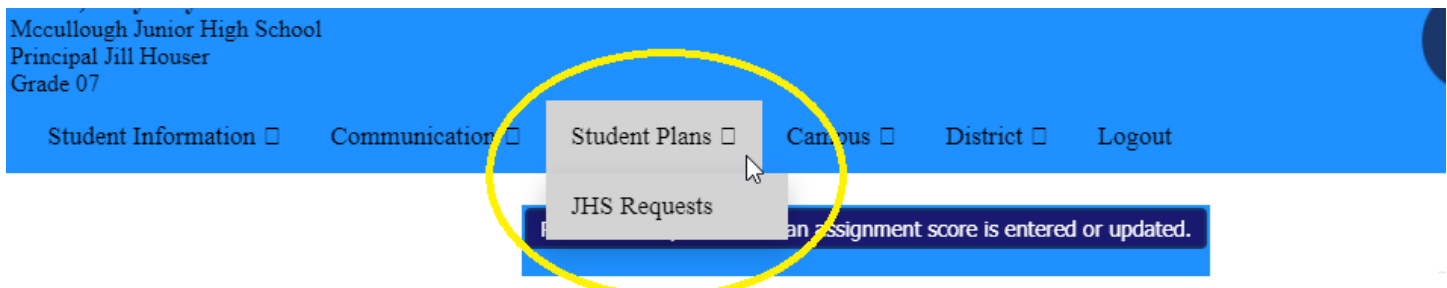 Mccullough Junior High School
Principal Jill Houser
Grade 07
Student Information Communication Student Plans Campus District Logout
JHS Requests
an assignment score is entered or updated.